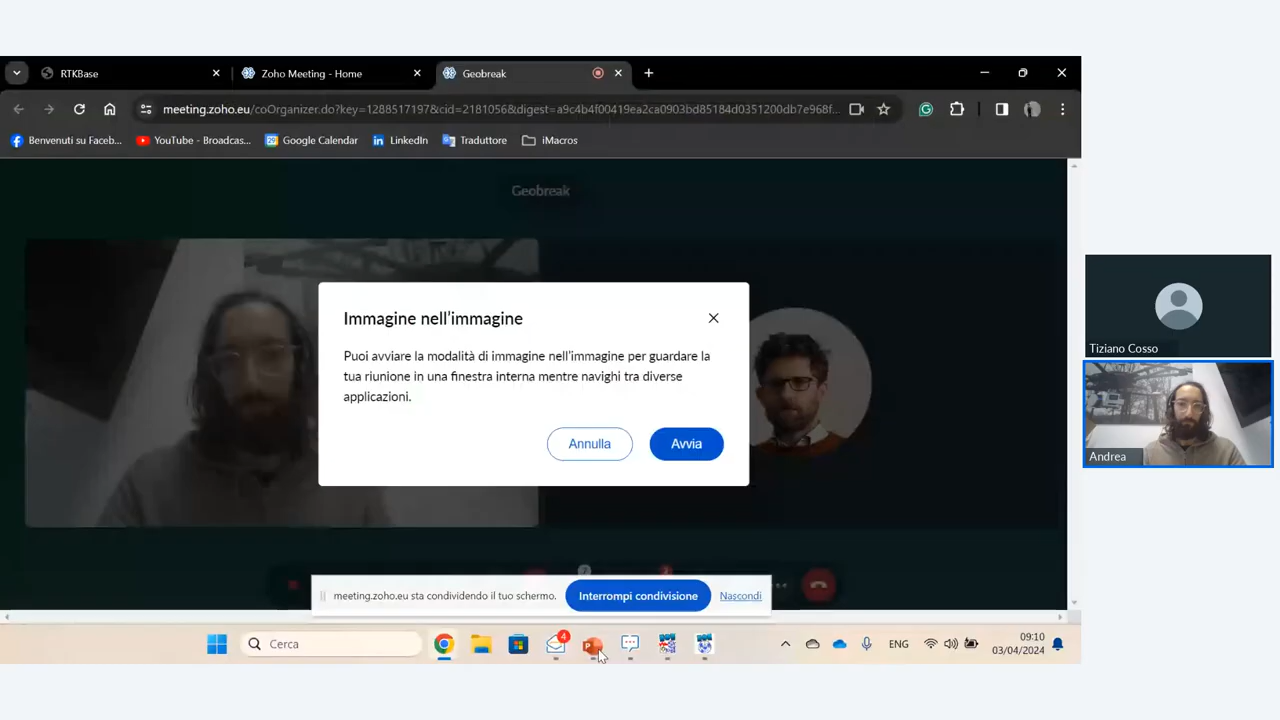 RTKBase
Zoho Meeting - Home
Geobreak
meeting.zoho.eu/coOrganizer.do?key=1288517197&cid=2181056&digest=a9c4b4f00419ea2ca0903bd85184d0351200db7e968f...
Benvenuti su Faceb...
YouTube - Broadcas...
Google Calendar
LinkedIn
Traduttore
iMacros
Geobreak
Immagine nell'immagine
Puoi avviare la modalità di immagine nell'immagine per guardare la
tua riunione in una finestra interna mentre navighi tra diverse
applicazioni.
Annulla
Avvia
Tiziano Cosso
Andrea
meeting.zoho.eu sta condividendo il tuo schermo.
Interrompi condivisione
Nascondi
Cerca
4
ENG
09:10
03/04/2024